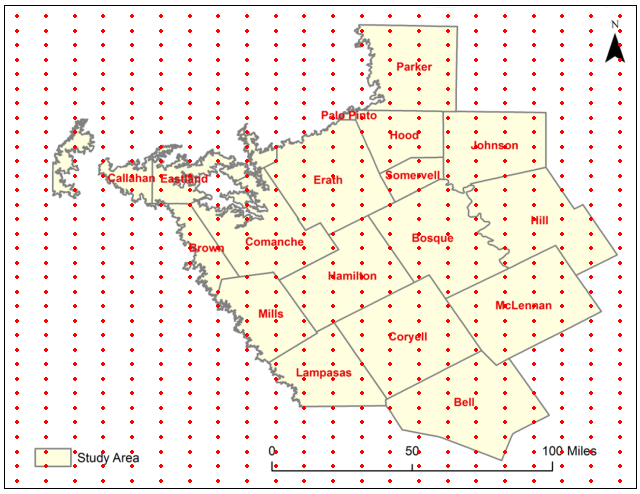 N
Parker
Palo Pinto
Hood
Johnson
Callahan
Eastland
Erath
Somervell
Hill
Brown
Comanche
Bosque
Hamilton
McLennan
Mills
Coryell
Lampasas
Bell
Study Area
0 50 100 Miles